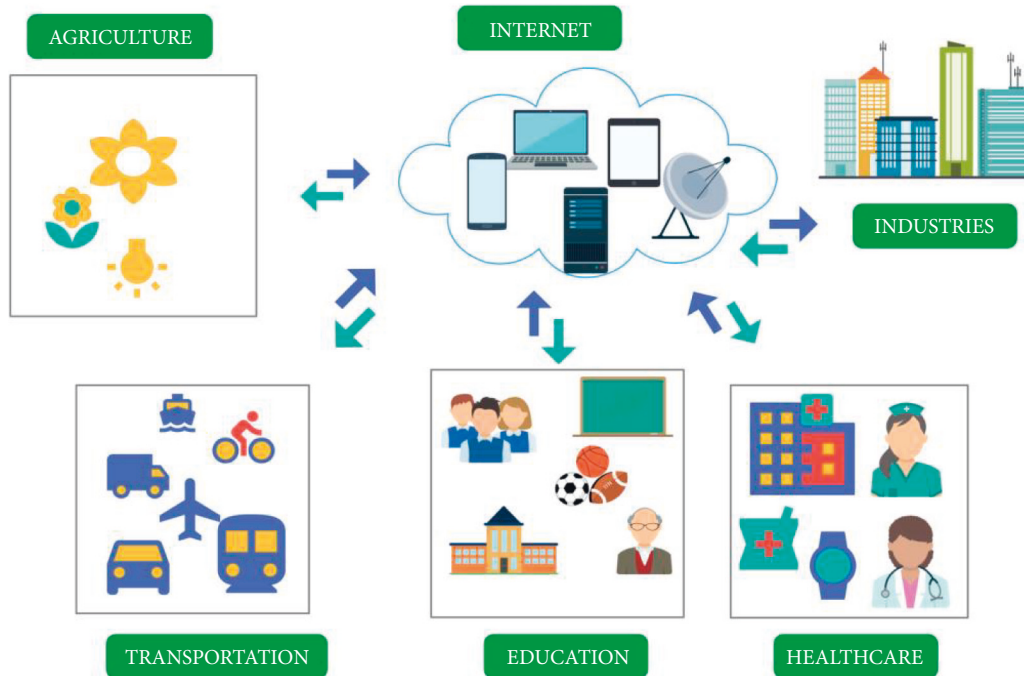 AGRICULTURE
INTERNET
INDUSTRIES
TRANSPORTATION
EDUCATION
HEALTHCARE